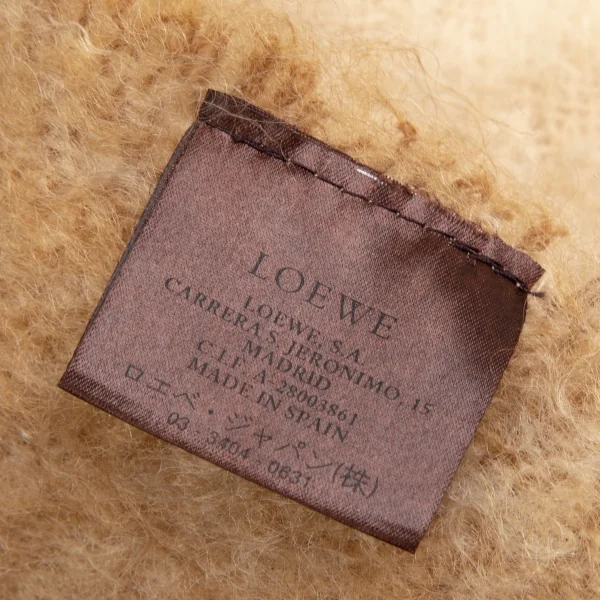 LOEWE
LOEWE, S.A.
CARRERA S. JERONIMO, 15
MADRID
C.I.F. A-28003861
MADE IN SPAIN
ロエベ・ジャパン(株)
03-3404-0631